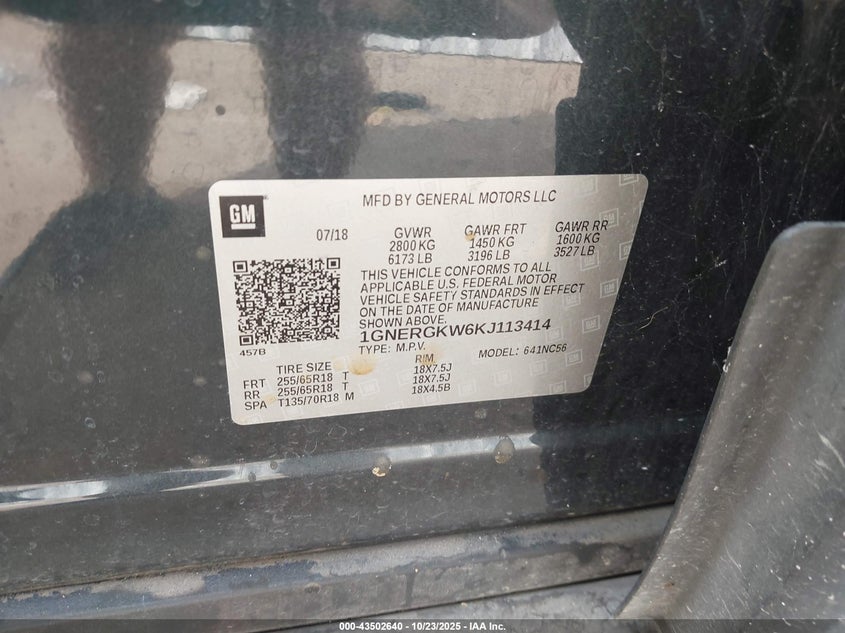 GM
MFD BY GENERAL MOTORS LLC
07/18 GVWR GAWR FRT GAWR RR
2800 KG 1450 KG 1600 KG
6173 LB 3196 LB 3527 LB
THIS VEHICLE CONFORMS TO ALL
APPLICABLE U.S. FEDERAL MOTOR
VEHICLE SAFETY STANDARDS IN EFFECT
ON THE DATE OF MANUFACTURE
SHOWN ABOVE.
1GNERGKW6KJ113414
457B
TYPE: M.P.V. MODEL: 641NC56
TIRE SIZE RIM
FRT 255/65R18 T 18X7.5J
RR 255/65R18 T 18X7.5J
SPA T135/70R18 M 18X4.5B
000-43502640 - 10/23/2025 - IAA Inc.